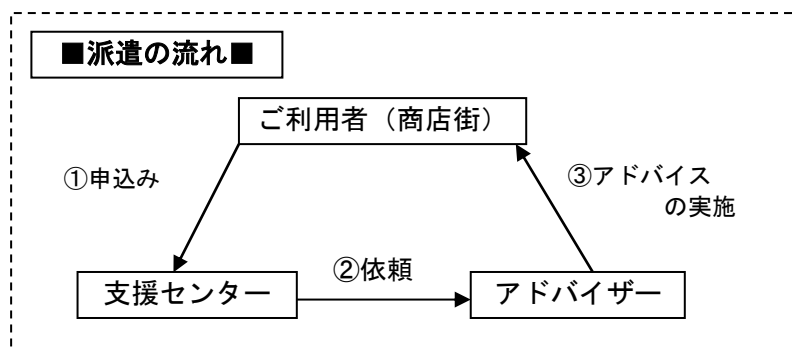 ■派遣の流れ■
ご利用者（商店街）
①申込み
③アドバイス
の実施
②依頼
支援センター
アドバイザー